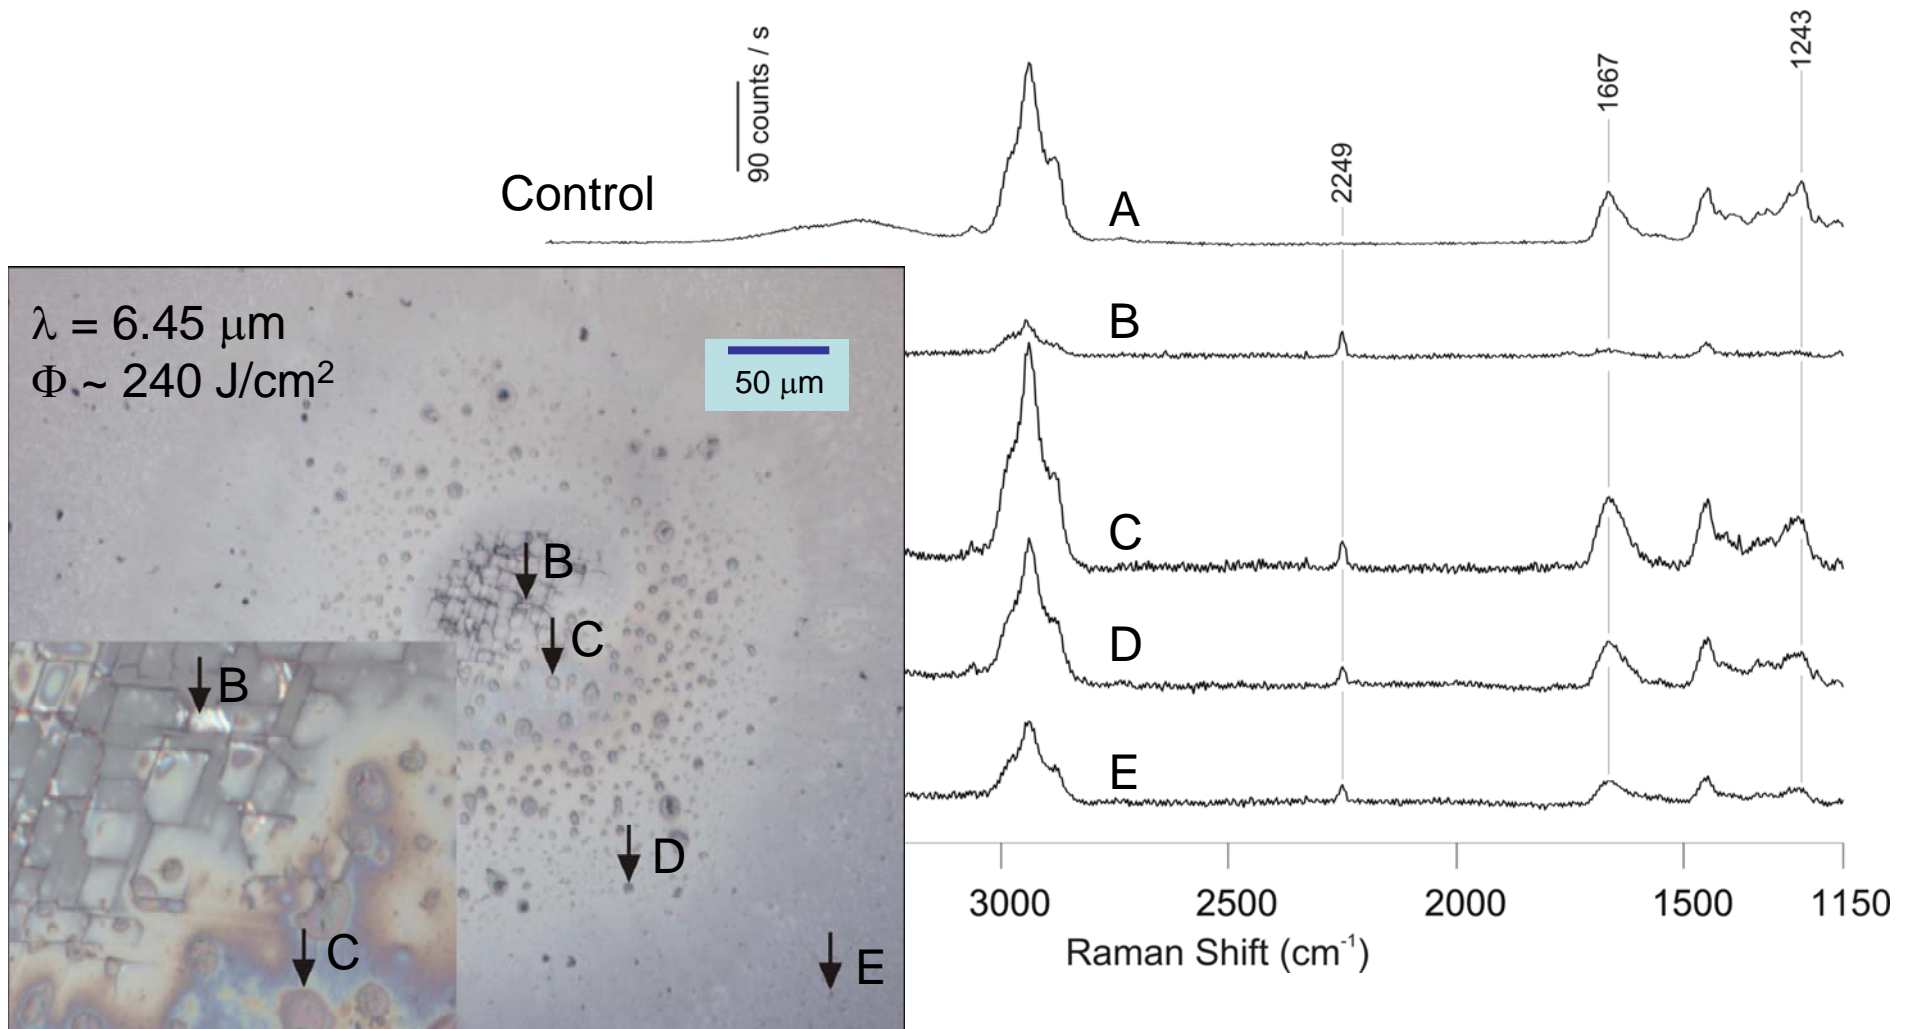 90 counts / s
1243
1667
2249
Control
A
λ = 6.45 μm
Φ ~ 240 J/cm²
50 μm
B
B
C
C
B
D
D
C
E
E
3000 2500 2000 1500 1150
Raman Shift (cm⁻¹)